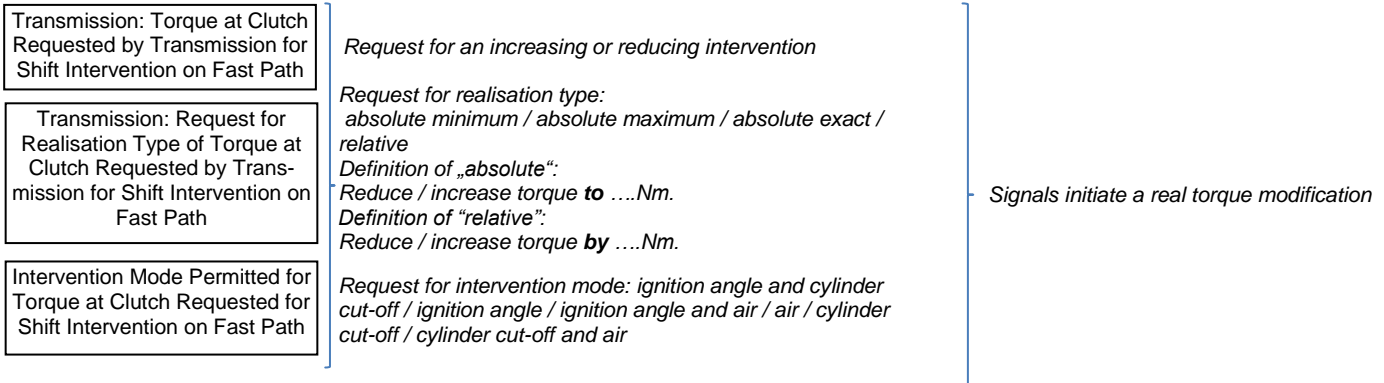 Transmission: Torque at Clutch
Requested by Transmission for
Shift Intervention on Fast Path
Request for an increasing or reducing intervention
Transmission: Request for
Realisation Type of Torque at
Clutch Requested by Trans-
mission for Shift Intervention on
Fast Path
Request for realisation type:
absolute minimum / absolute maximum / absolute exact /
relative
Definition of „absolute“:
Reduce / increase torque to ….Nm.
Definition of “relative”:
Reduce / increase torque by ….Nm.
Intervention Mode Permitted for
Torque at Clutch Requested for
Shift Intervention on Fast Path
Request for intervention mode: ignition angle and cylinder
cut-off / ignition angle / ignition angle and air / air / cylinder
cut-off / cylinder cut-off and air
Signals initiate a real torque modification